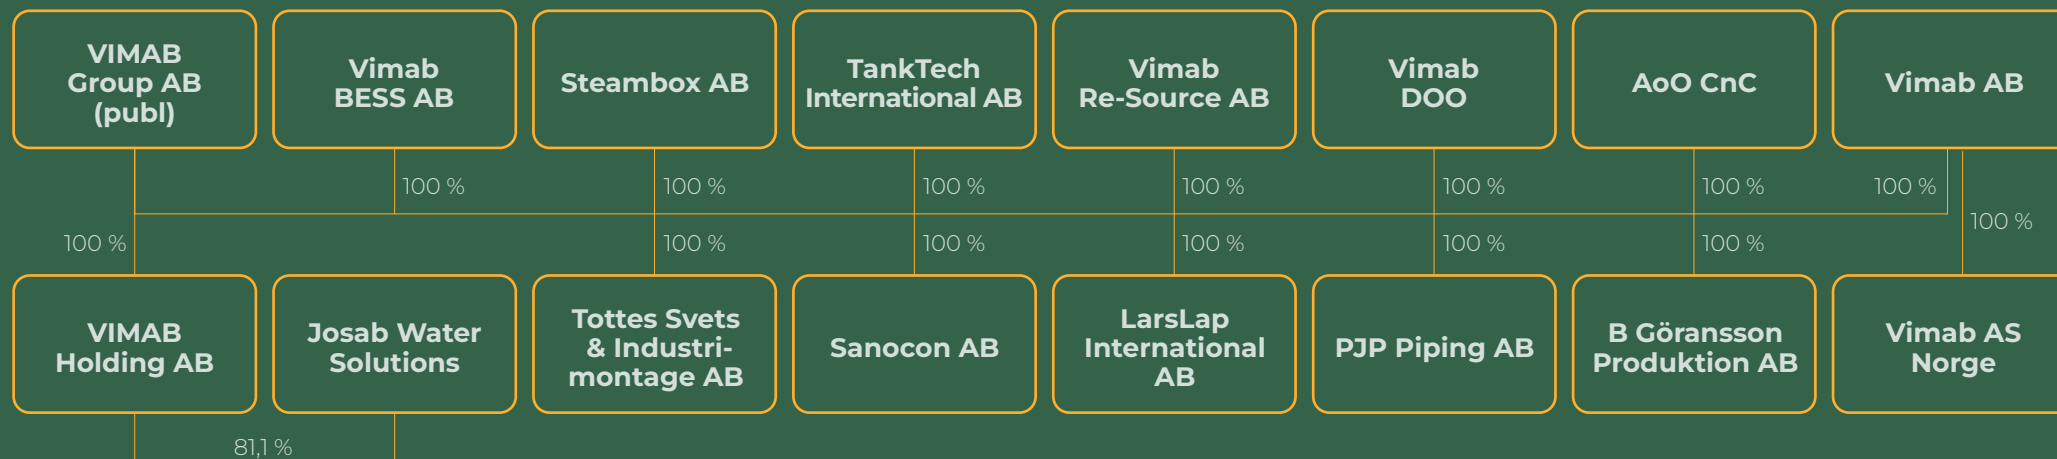 VIMAB
Group AB
(publ)
Vimab
BESS AB
Steambox AB
TankTech
International AB
Vimab
Re-Source AB
Vimab
DOO
AoO CnC
Vimab AB
100 %
100 %
100 %
100 %
100 %
100 %
100 %
100 %
100 %
100 %
100 %
100 %
100 %
100 %
VIMAB
Holding AB
Josab Water
Solutions
Tottes Svets
& Industri-
montage AB
Sanocon AB
LarsLap
International
AB
PJP Piping AB
B Göransson
Produktion AB
Vimab AS
Norge
81,1 %